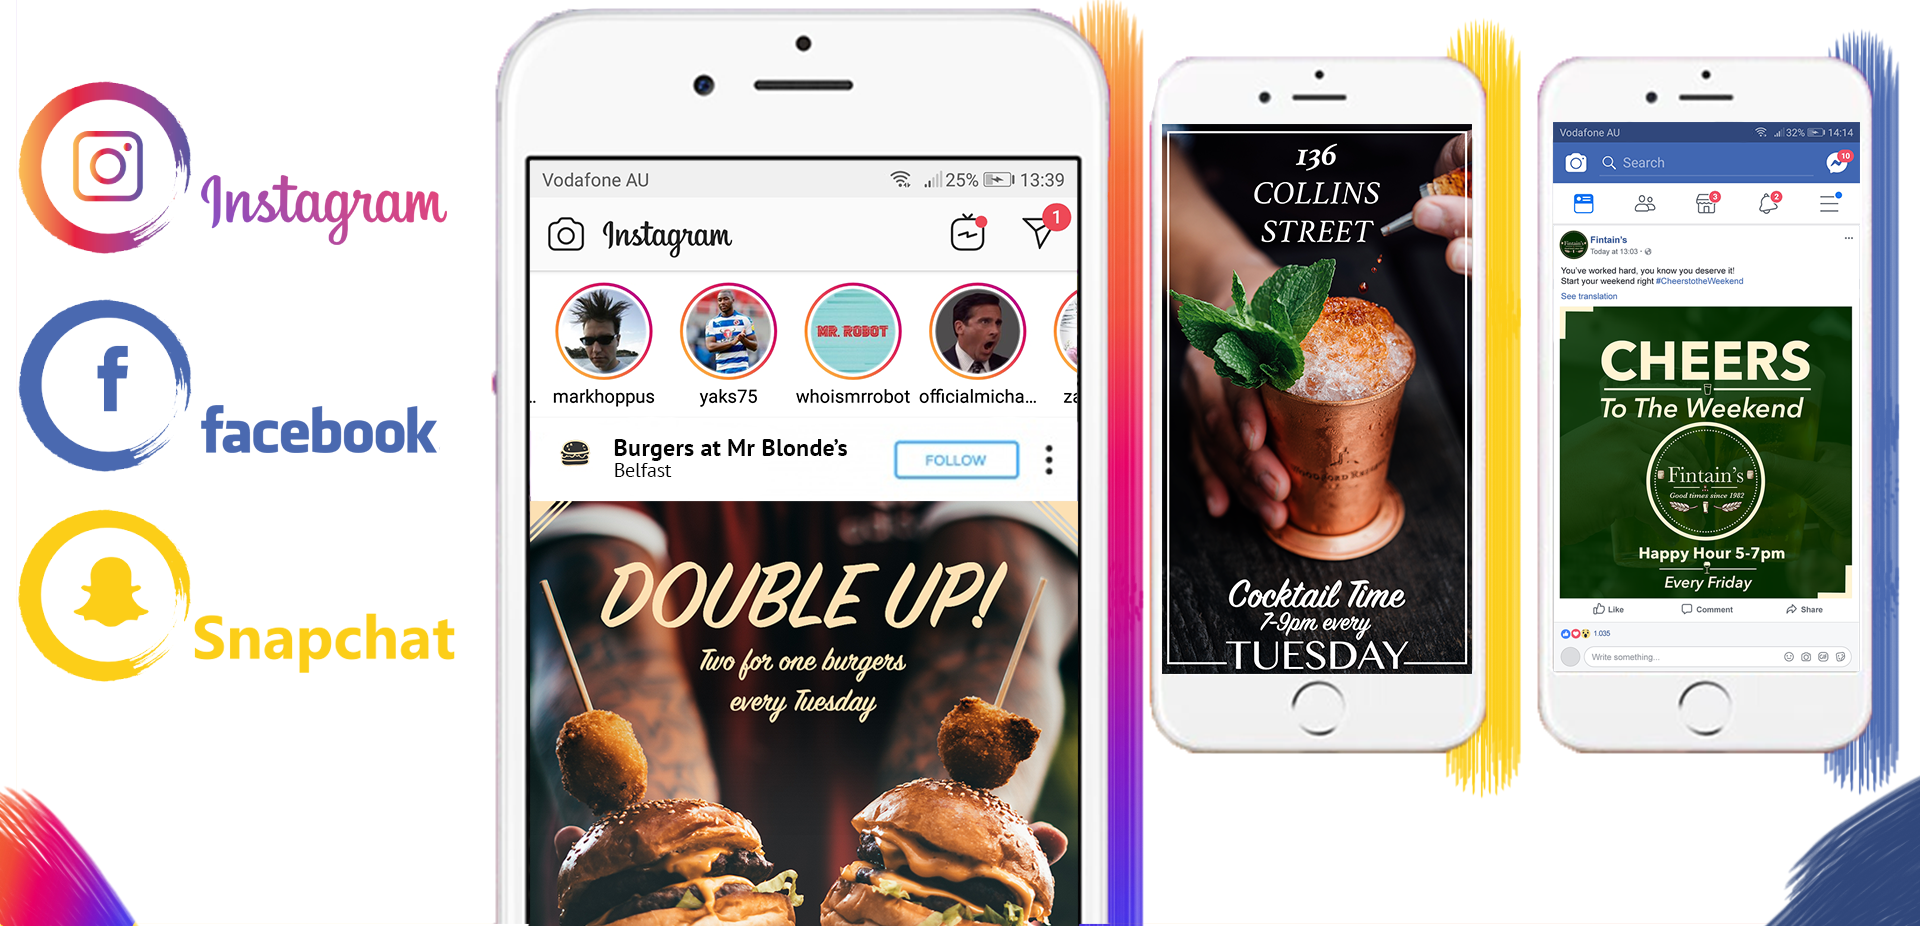 Instagram
facebook
Snapchat
Vodafone AU
25%
13:39
Instagram
1
MR. ROBOT
...
markhoppus
yaks75
whoismrrobot
officialmicha...
za
Burgers at Mr Blonde's
Belfast
FOLLOW
DOUBLE UP!
Two for one burgers
every Tuesday
136
COLLINS
STREET
Cocktail Time
7-9pm every
TUESDAY
Vodafone AU
32%
14:14
Search
10
3
2
Fintain's
Today at 13:03
You've worked hard, you know you deserve it!
Start your weekend right #CheerstotheWeekend
See translation
CHEERS
To The Weekend
Fintain's
Good times since 1982
Happy Hour 5-7pm
Every Friday
Like
Comment
Share
1.035
Write something...
GIF